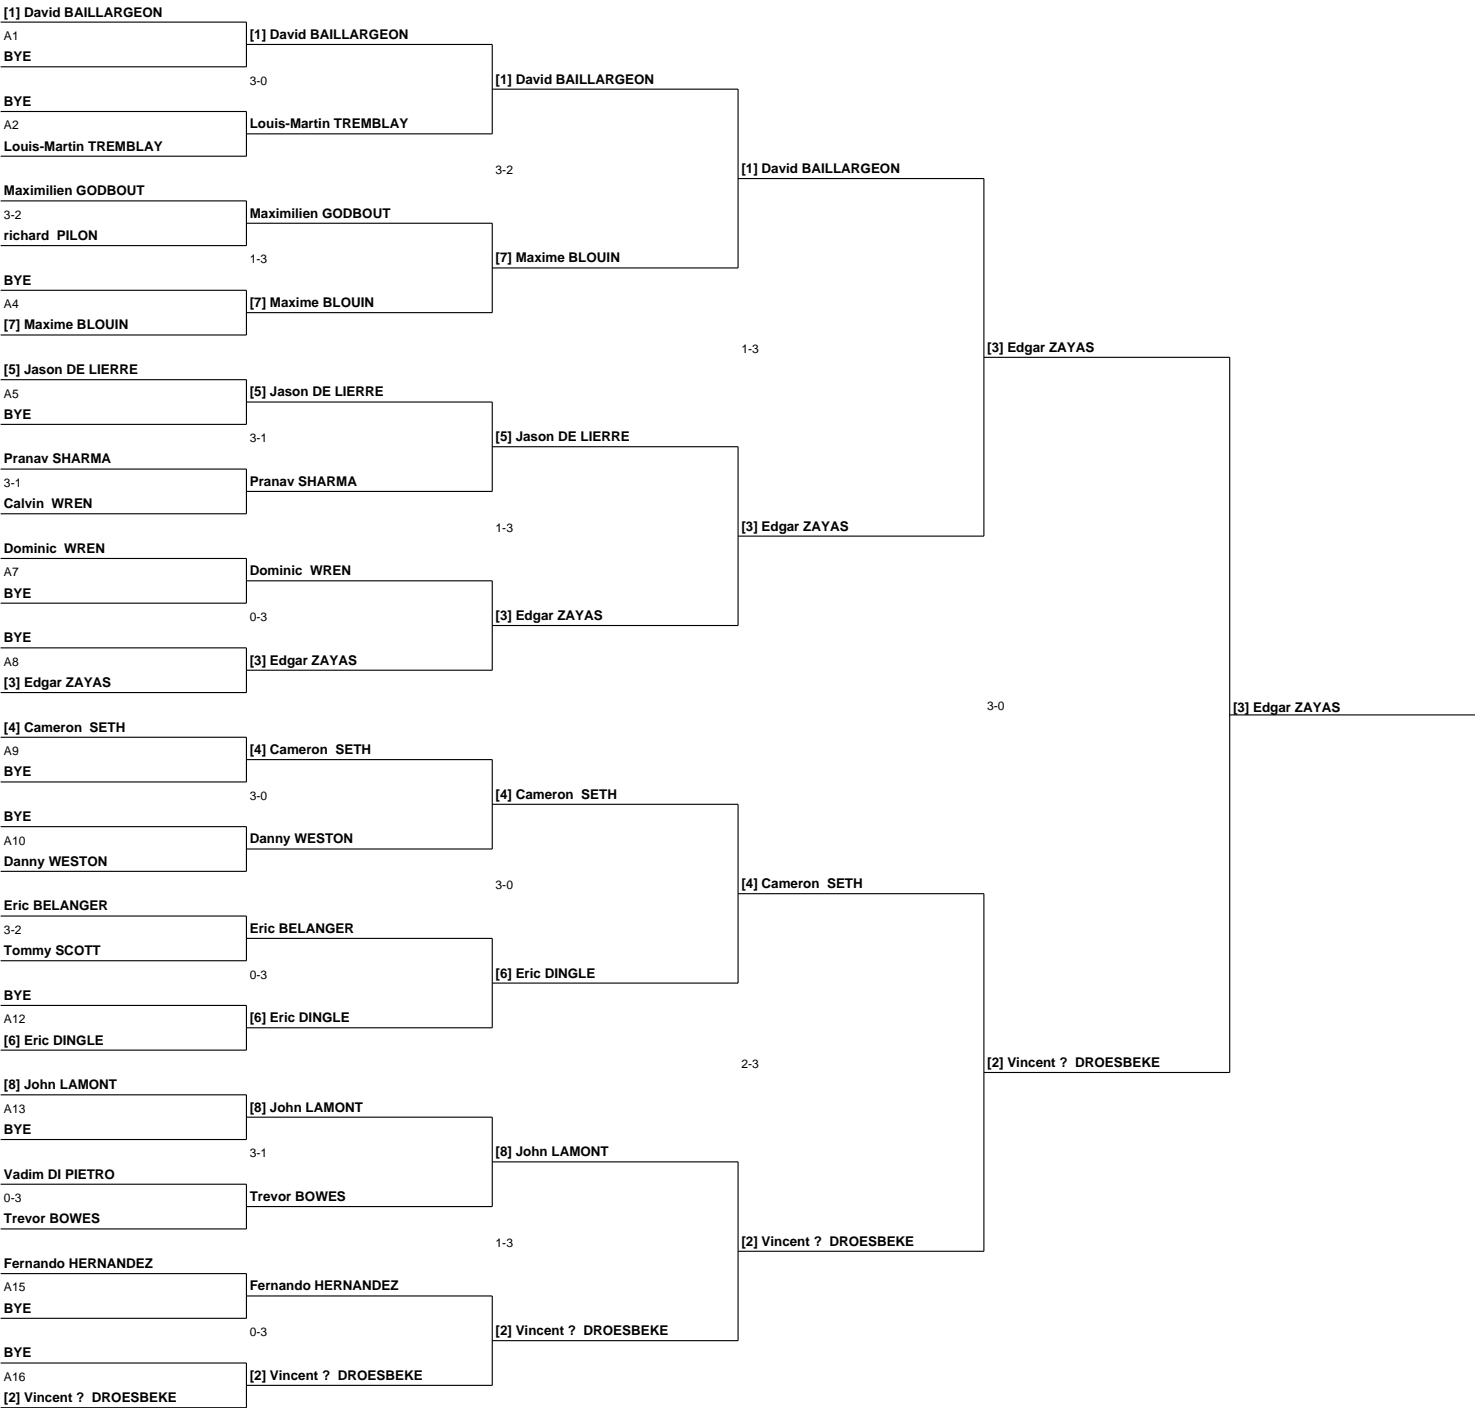 [1] David BAILLARGEON
A1
[1] David BAILLARGEON
BYE
3-0
[1] David BAILLARGEON
BYE
A2
Louis-Martin TREMBLAY
Louis-Martin TREMBLAY
3-2
[1] David BAILLARGEON
Maximilien GODBOUT
3-2
Maximilien GODBOUT
richard  PILON
1-3
[7] Maxime BLOUIN
BYE
A4
[7] Maxime BLOUIN
[7] Maxime BLOUIN
1-3
[3] Edgar ZAYAS
[5] Jason DE LIERRE
A5
[5] Jason DE LIERRE
BYE
3-1
[5] Jason DE LIERRE
Pranav SHARMA
3-1
Pranav SHARMA
Calvin  WREN
1-3
[3] Edgar ZAYAS
Dominic  WREN
A7
Dominic  WREN
BYE
0-3
[3] Edgar ZAYAS
BYE
A8
[3] Edgar ZAYAS
[3] Edgar ZAYAS
3-0
[3] Edgar ZAYAS
[4] Cameron  SETH
A9
[4] Cameron  SETH
BYE
3-0
[4] Cameron  SETH
BYE
A10
Danny WESTON
Danny WESTON
3-0
[4] Cameron  SETH
Eric BELANGER
3-2
Eric BELANGER
Tommy SCOTT
0-3
[6] Eric DINGLE
BYE
A12
[6] Eric DINGLE
[6] Eric DINGLE
2-3
[2] Vincent ?  DROESBEKE
[8] John LAMONT
A13
[8] John LAMONT
BYE
3-1
[8] John LAMONT
Vadim DI PIETRO
0-3
Trevor BOWES
Trevor BOWES
1-3
[2] Vincent ?  DROESBEKE
Fernando HERNANDEZ
A15
Fernando HERNANDEZ
BYE
0-3
[2] Vincent ?  DROESBEKE
BYE
A16
[2] Vincent ?  DROESBEKE
[2] Vincent ?  DROESBEKE